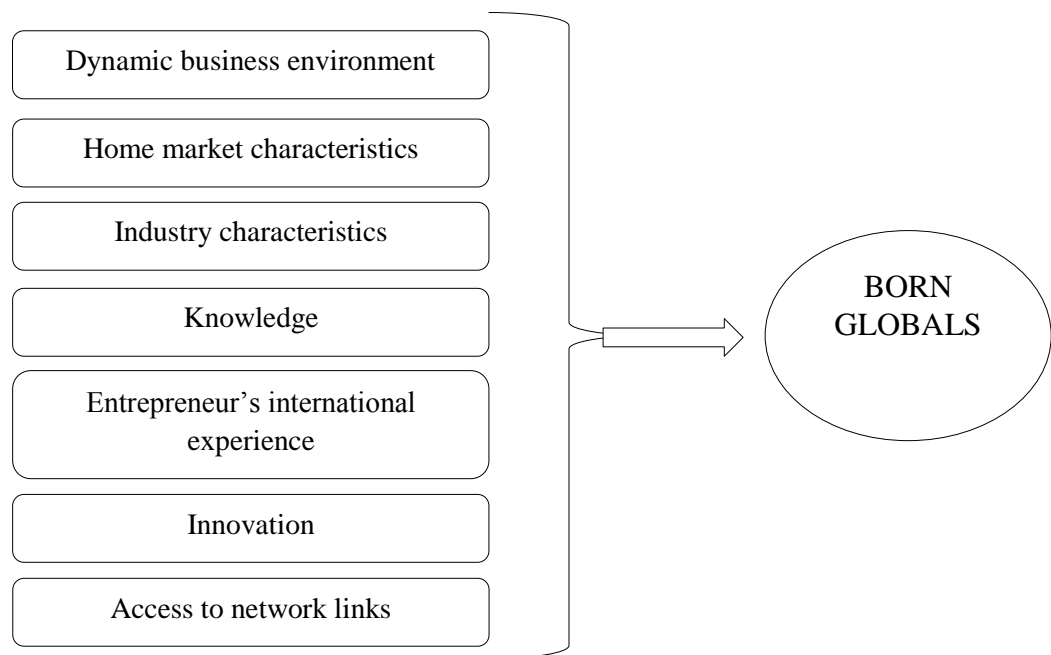 Dynamic business environment
Home market characteristics
Industry characteristics
Knowledge
Entrepreneur’s international
experience
Innovation
Access to network links
BORN
GLOBALS